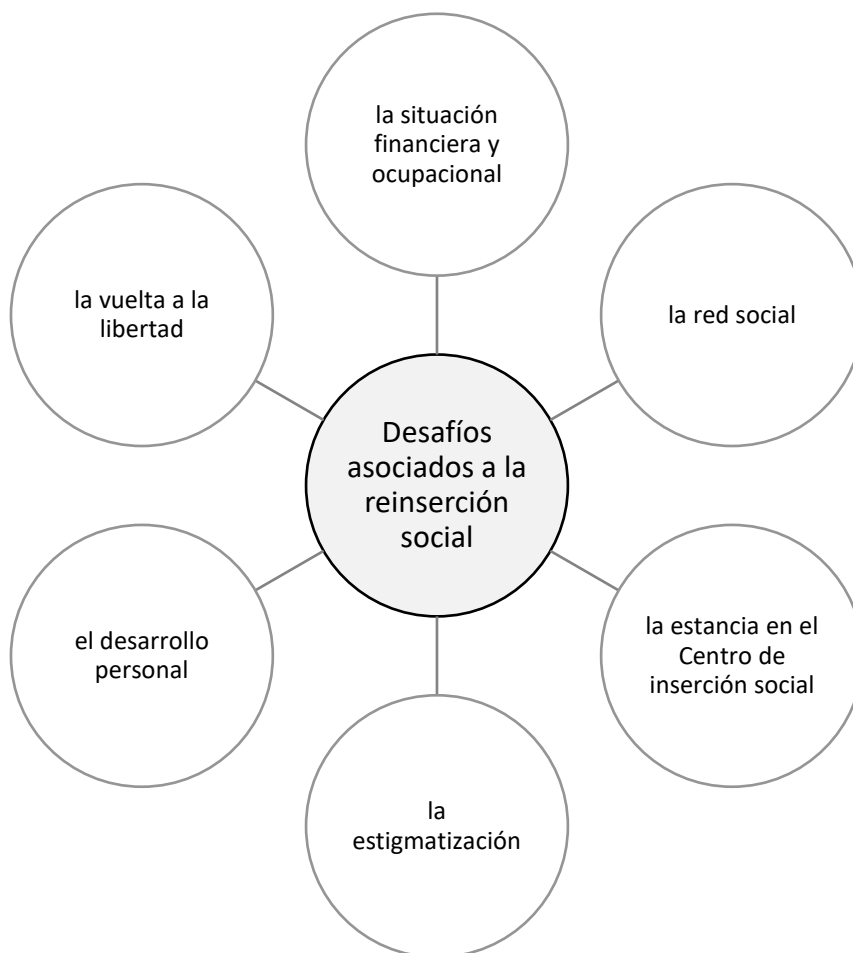 la situación
financiera y
ocupacional
la vuelta a la
libertad
la red social
Desafíos
asociados a la
reinserción
social
el desarrollo
personal
la estancia en el
Centro de
inserción social
la
estigmatización